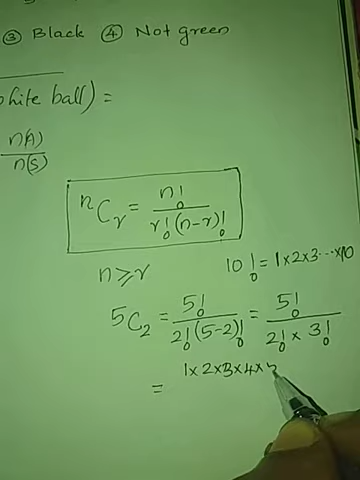 ③ Black ④ Not green
white ball) =
n(A)
n(S)
nCr = n! / r!(n-r)!
n ≥ r
10! = 1×2×3···×10
5C2 = 5! / 2!(5-2)! = 5! / 2! × 3!
= 1×2×3×4×